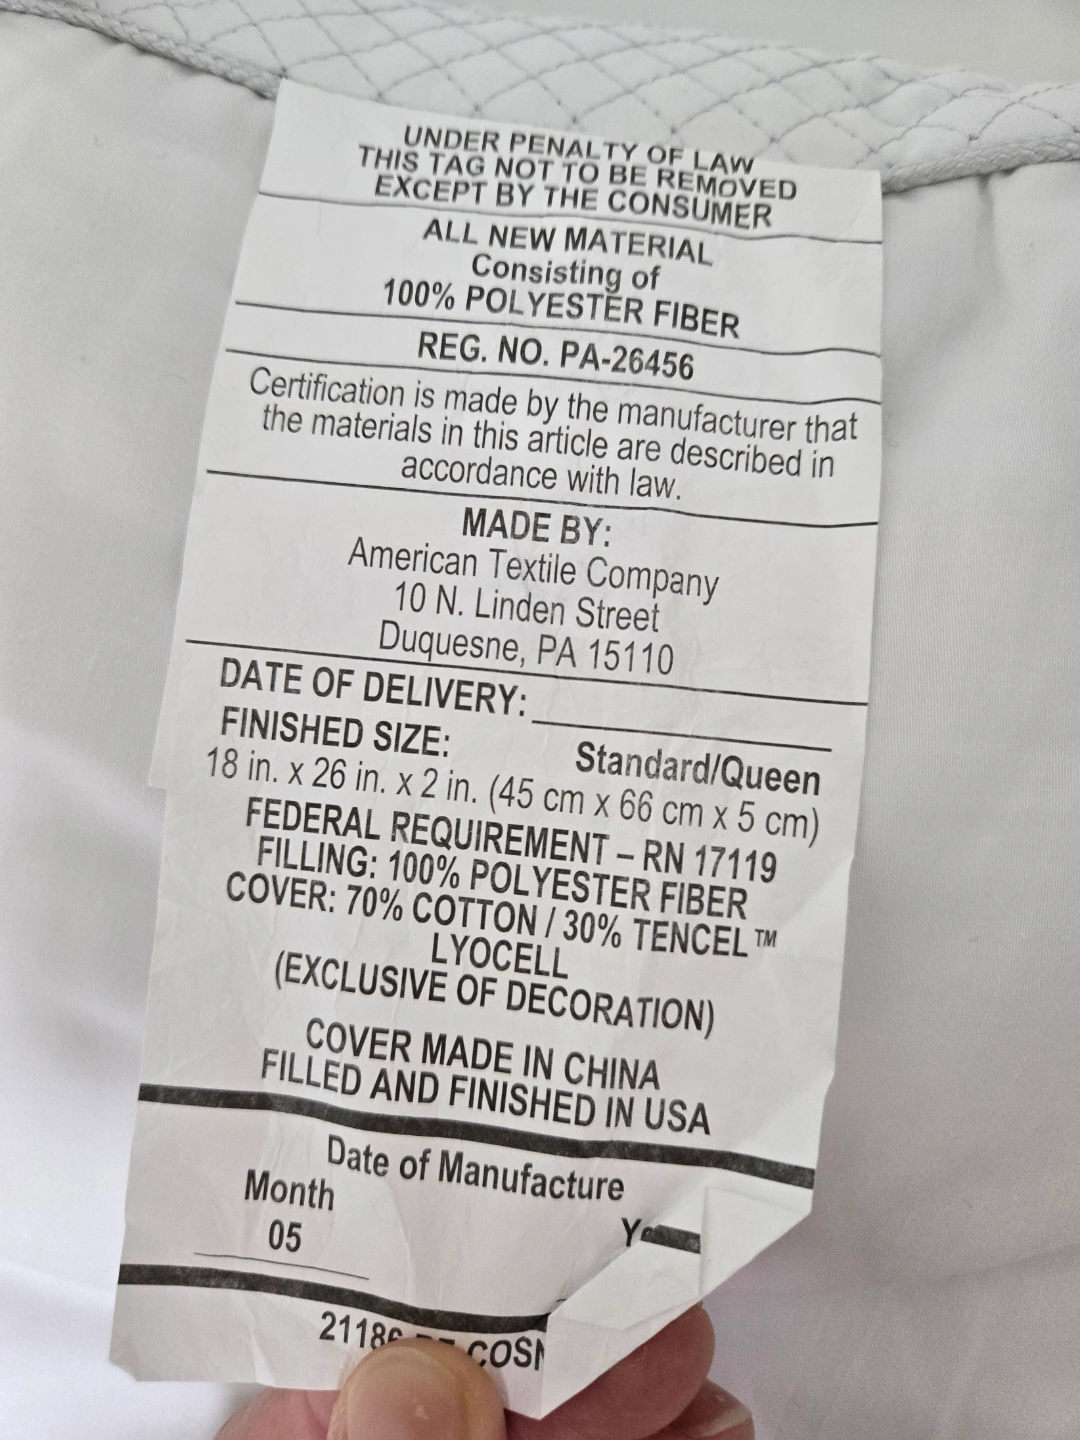 UNDER PENALTY OF LAW
THIS TAG NOT TO BE REMOVED
EXCEPT BY THE CONSUMER
ALL NEW MATERIAL
Consisting of
100% POLYESTER FIBER
REG. NO. PA-26456
Certification is made by the manufacturer that
the materials in this article are described in
accordance with law.
MADE BY:
American Textile Company
10 N. Linden Street
Duquesne, PA 15110
DATE OF DELIVERY:
FINISHED SIZE: Standard/Queen
18 in. x 26 in. x 2 in. (45 cm x 66 cm x 5 cm)
FEDERAL REQUIREMENT – RN 17119
FILLING: 100% POLYESTER FIBER
COVER: 70% COTTON / 30% TENCEL™
LYOCELL
(EXCLUSIVE OF DECORATION)
COVER MADE IN CHINA
FILLED AND FINISHED IN USA
Date of Manufacture
Month
05